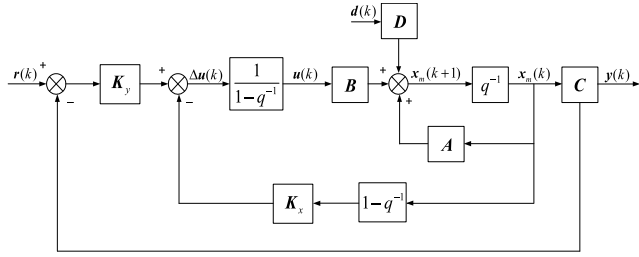 d(k)
D
r(k)
+
−
K_y
+
−
Δu(k)
1
1−q⁻¹
u(k)
B
+
+
x_m(k+1)
q⁻¹
x_m(k)
C
y(k)
A
K_x
1−q⁻¹